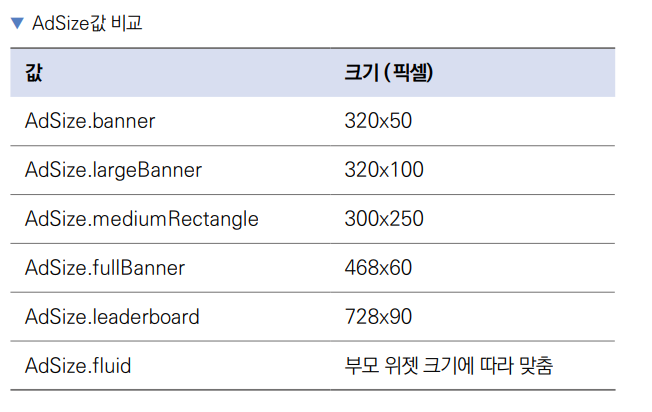 ▼ AdSize값 비교
값 크기 (픽셀)
AdSize.banner 320x50
AdSize.largeBanner 320x100
AdSize.mediumRectangle 300x250
AdSize.fullBanner 468x60
AdSize.leaderboard 728x90
AdSize.fluid 부모 위젯 크기에 따라 맞춤